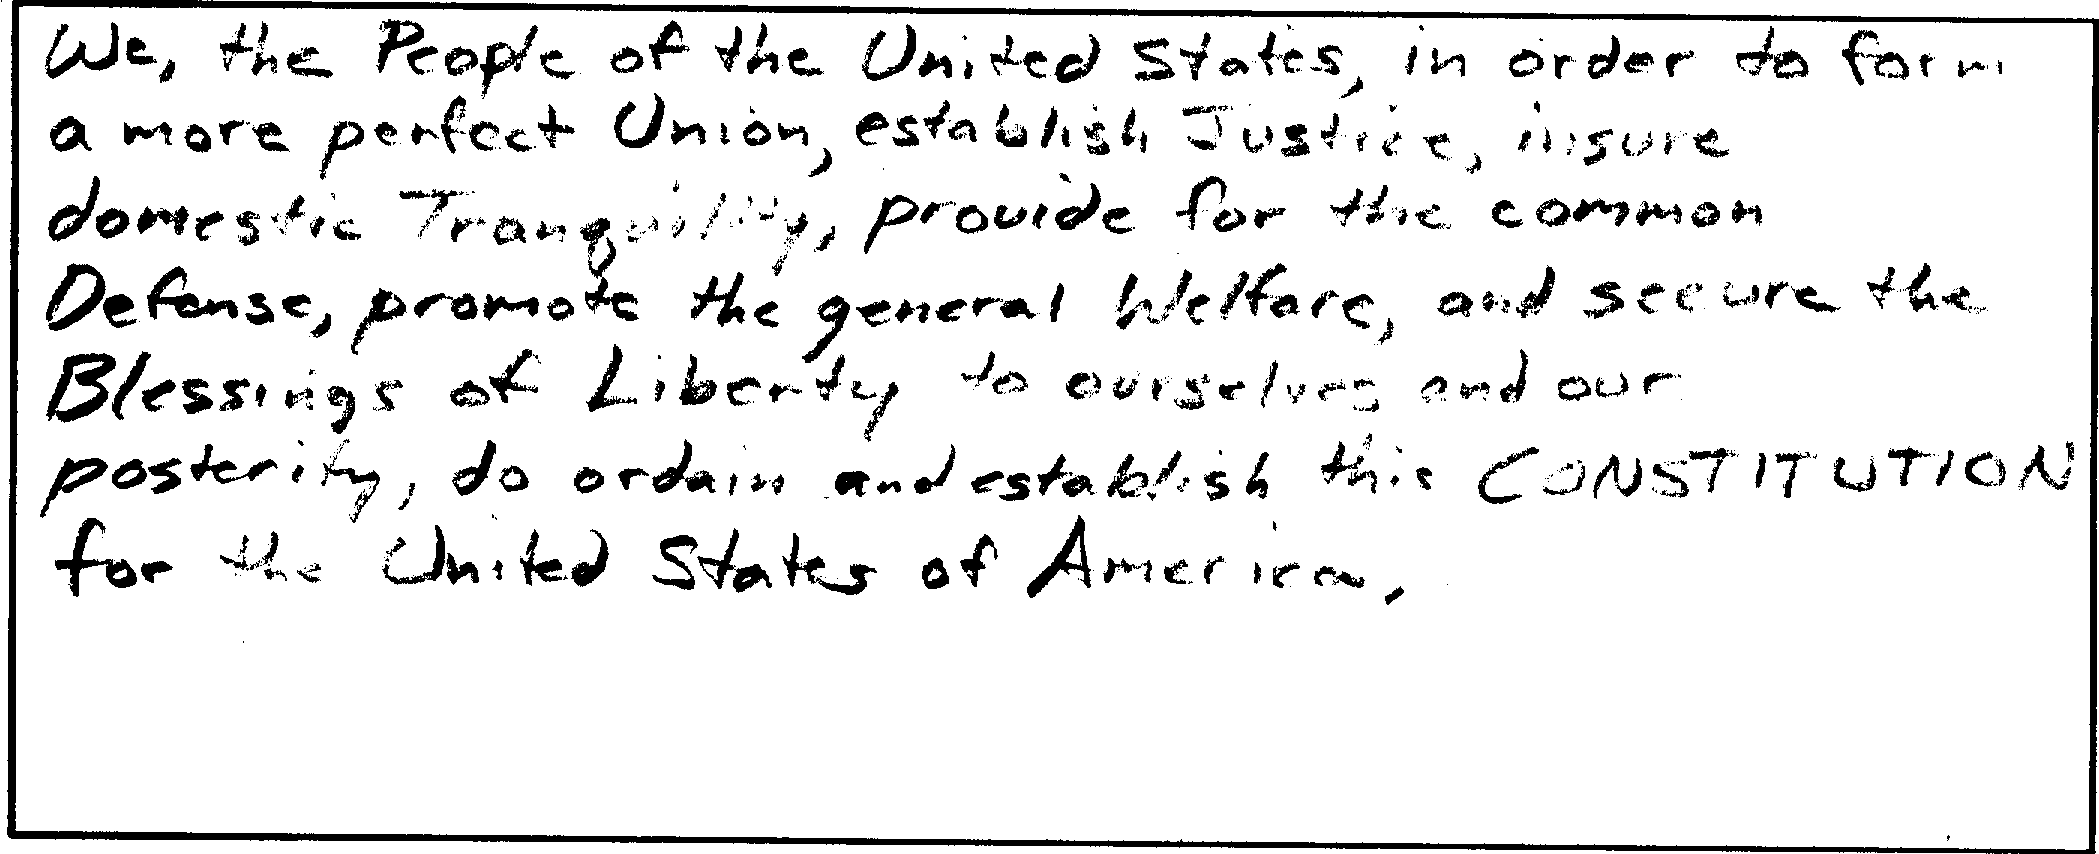 We, the People of the United States, in order to form
a more perfect Union, establish Justice, insure
domestic Tranquility, provide for the common
Defense, promote the general Welfare, and secure the
Blessings of Liberty to ourselves and our
posterity, do ordain and establish this CONSTITUTION
for the United States of America.